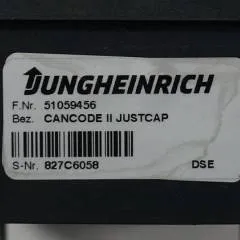 JUNGHEINRICH
F.Nr. 51059456
Bez. CANCODE II JUSTCAP
S-Nr. 827C6058 DSE